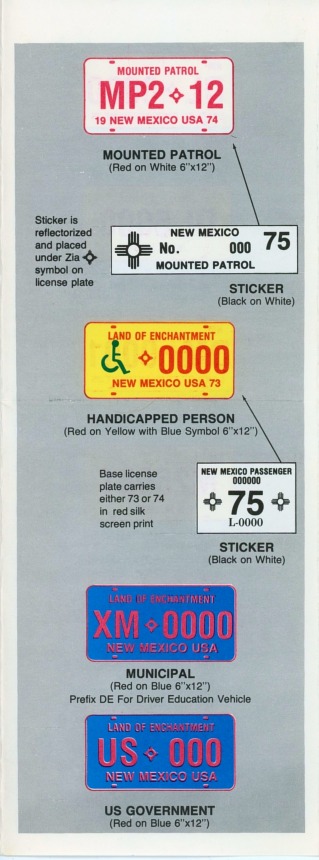 MOUNTED PATROL
MP2 12
19 NEW MEXICO USA 74
MOUNTED PATROL
(Red on White 6"x12")
Sticker is
reflectorized
and placed
under Zia
symbol on
license plate
NEW MEXICO
No. 000 75
MOUNTED PATROL
STICKER
(Black on White)
LAND OF ENCHANTMENT
0000
NEW MEXICO USA 73
HANDICAPPED PERSON
(Red on Yellow with Blue Symbol 6"x12")
Base license
plate carries
either 73 or 74
in red silk
screen print
NEW MEXICO PASSENGER
000000
75
L-0000
STICKER
(Black on White)
LAND OF ENCHANTMENT
XM 0000
NEW MEXICO USA
MUNICIPAL
(Red on Blue 6"x12")
Prefix DE For Driver Education Vehicle
LAND OF ENCHANTMENT
US 000
NEW MEXICO USA
US GOVERNMENT
(Red on Blue 6"x12")